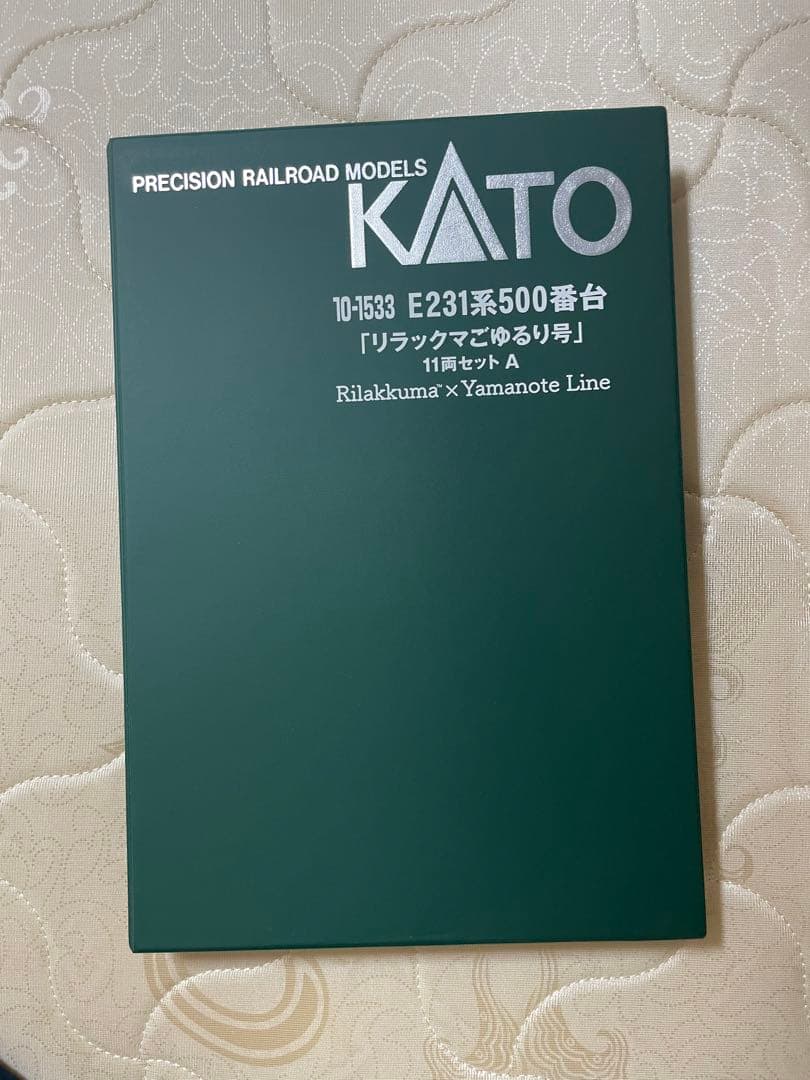 PRECISION RAILROAD MODELS
KATO
10-1533 E231系500番台
「リラックマごゆるり号」
11両セット A
Rilakkuma™×Yamanote Line